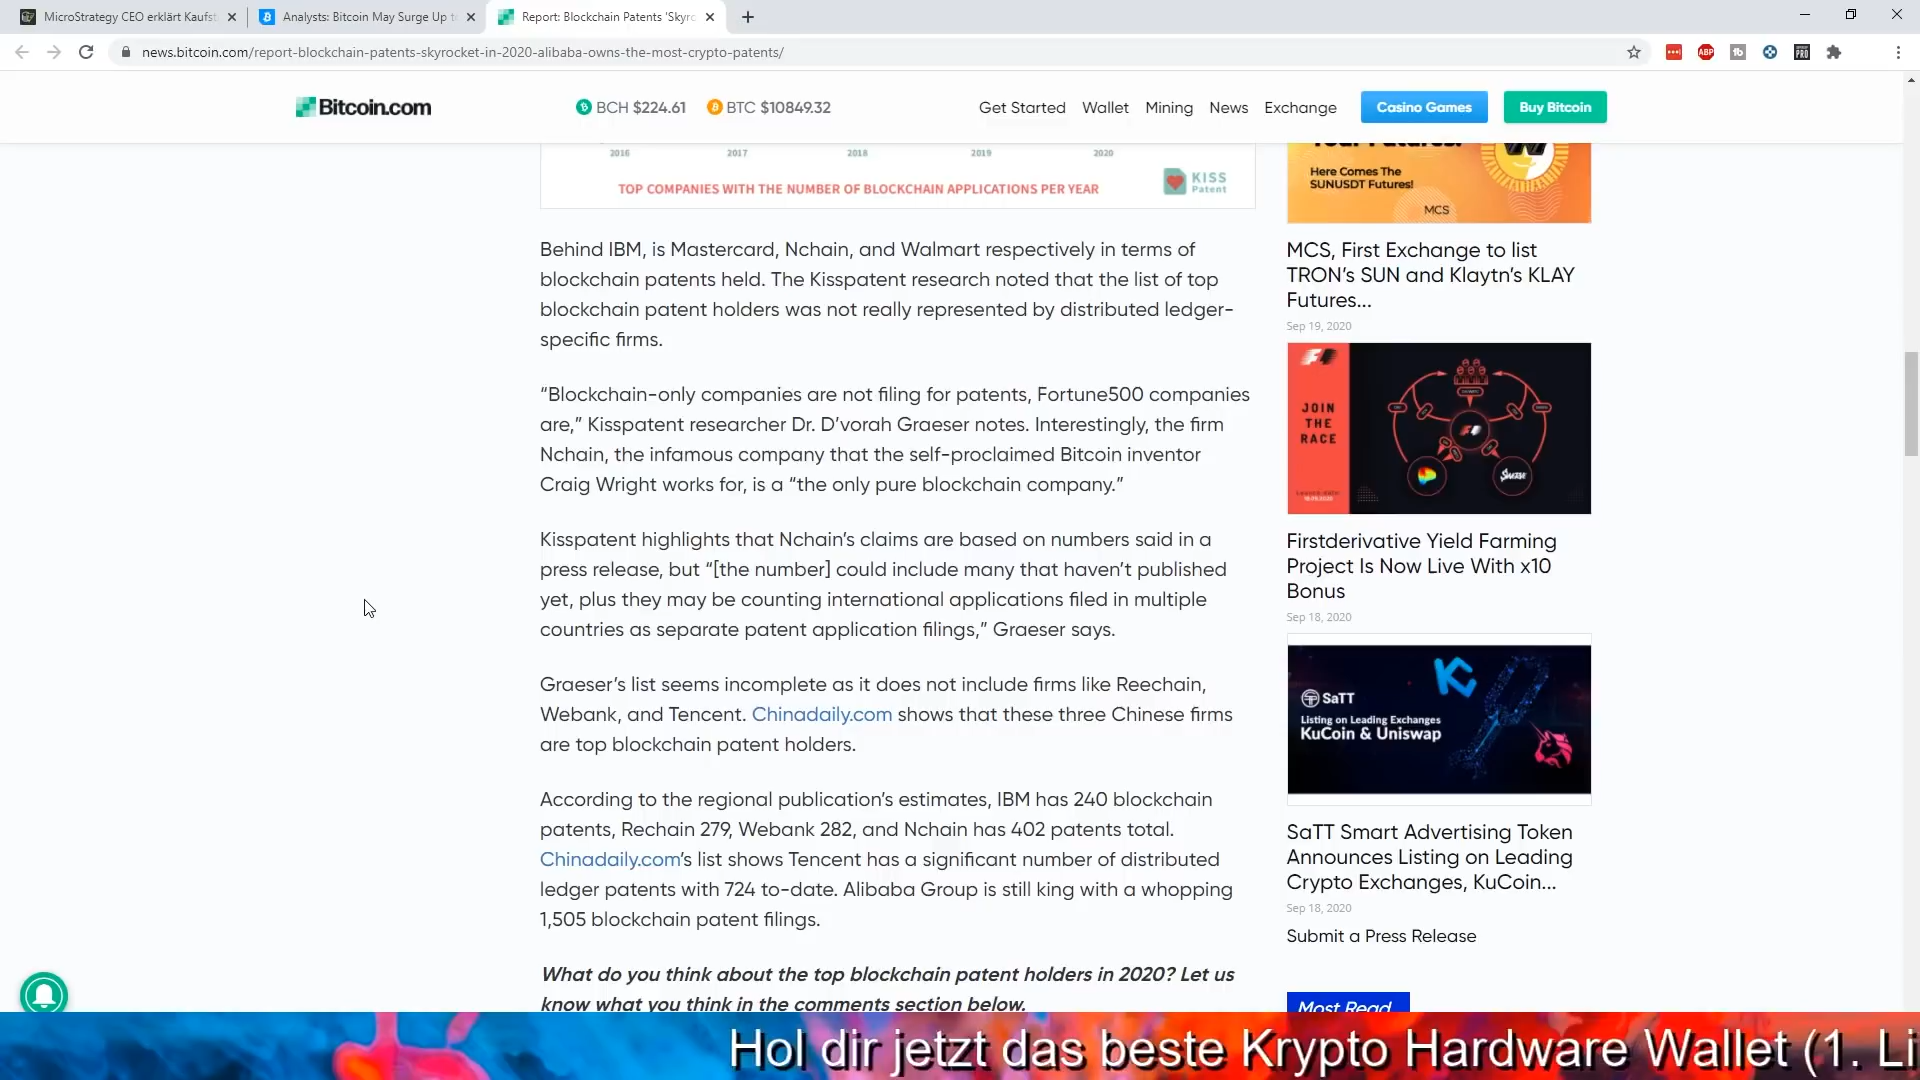 MicroStrategy CEO erklärt Kaufst
Analysts: Bitcoin May Surge Up t
Report: Blockchain Patents 'Skyro
news.bitcoin.com/report-blockchain-patents-skyrocket-in-2020-alibaba-owns-the-most-crypto-patents/
ABP
fb
PRO
Bitcoin.com
BCH $224.61
BTC $10849.32
Get Started
Wallet
Mining
News
Exchange
Casino Games
Buy Bitcoin
2016
2017
2018
2019
2020
TOP COMPANIES WITH THE NUMBER OF BLOCKCHAIN APPLICATIONS PER YEAR
KISS
Patent
Behind IBM, is Mastercard, Nchain, and Walmart respectively in terms of
blockchain patents held. The Kisspatent research noted that the list of top
blockchain patent holders was not really represented by distributed ledger-
specific firms.
“Blockchain-only companies are not filing for patents, Fortune500 companies
are,” Kisspatent researcher Dr. D’vorah Graeser notes. Interestingly, the firm
Nchain, the infamous company that the self-proclaimed Bitcoin inventor
Craig Wright works for, is a “the only pure blockchain company.”
Kisspatent highlights that Nchain’s claims are based on numbers said in a
press release, but “[the number] could include many that haven’t published
yet, plus they may be counting international applications filed in multiple
countries as separate patent application filings,” Graeser says.
Graeser’s list seems incomplete as it does not include firms like Reechain,
Webank, and Tencent. Chinadaily.com shows that these three Chinese firms
are top blockchain patent holders.
According to the regional publication’s estimates, IBM has 240 blockchain
patents, Rechain 279, Webank 282, and Nchain has 402 patents total.
Chinadaily.com’s list shows Tencent has a significant number of distributed
ledger patents with 724 to-date. Alibaba Group is still king with a whopping
1,505 blockchain patent filings.
What do you think about the top blockchain patent holders in 2020? Let us
know what you think in the comments section below.
Your Futures.
Here Comes The
SUNUSDT Futures!
MCS
MCS, First Exchange to list
TRON’s SUN and Klaytn’s KLAY
Futures...
Sep 19, 2020
JOIN
THE
RACE
Firstderivative Yield Farming
Project Is Now Live With x10
Bonus
Sep 18, 2020
SaTT
Listing on Leading Exchanges
KuCoin & Uniswap
SaTT Smart Advertising Token
Announces Listing on Leading
Crypto Exchanges, KuCoin...
Sep 18, 2020
Submit a Press Release
Most Read
Hol dir jetzt das beste Krypto Hardware Wallet (1. Li